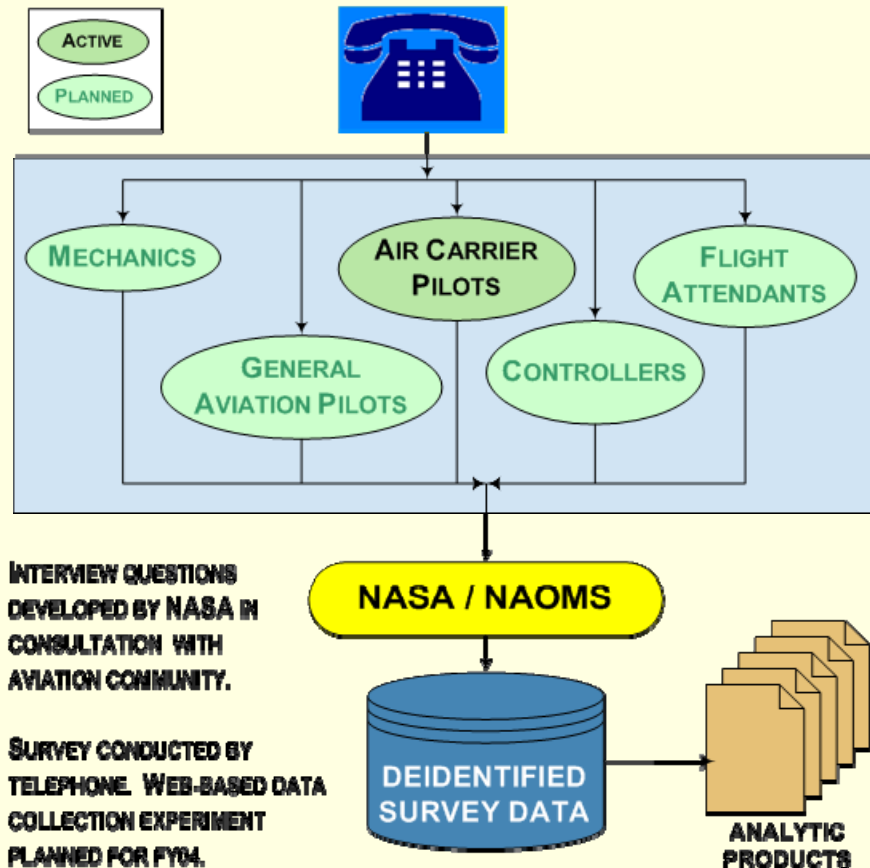 ACTIVE
PLANNED
MECHANICS
AIR CARRIER
PILOTS
FLIGHT
ATTENDANTS
GENERAL
AVIATION PILOTS
CONTROLLERS
INTERVIEW QUESTIONS
DEVELOPED BY NASA IN
CONSULTATION WITH
AVIATION COMMUNITY.
NASA / NAOMS
SURVEY CONDUCTED BY
TELEPHONE. WEB-BASED DATA
COLLECTION EXPERIMENT
PLANNED FOR FY04.
DEIDENTIFIED
SURVEY DATA
ANALYTIC
PRODUCTS